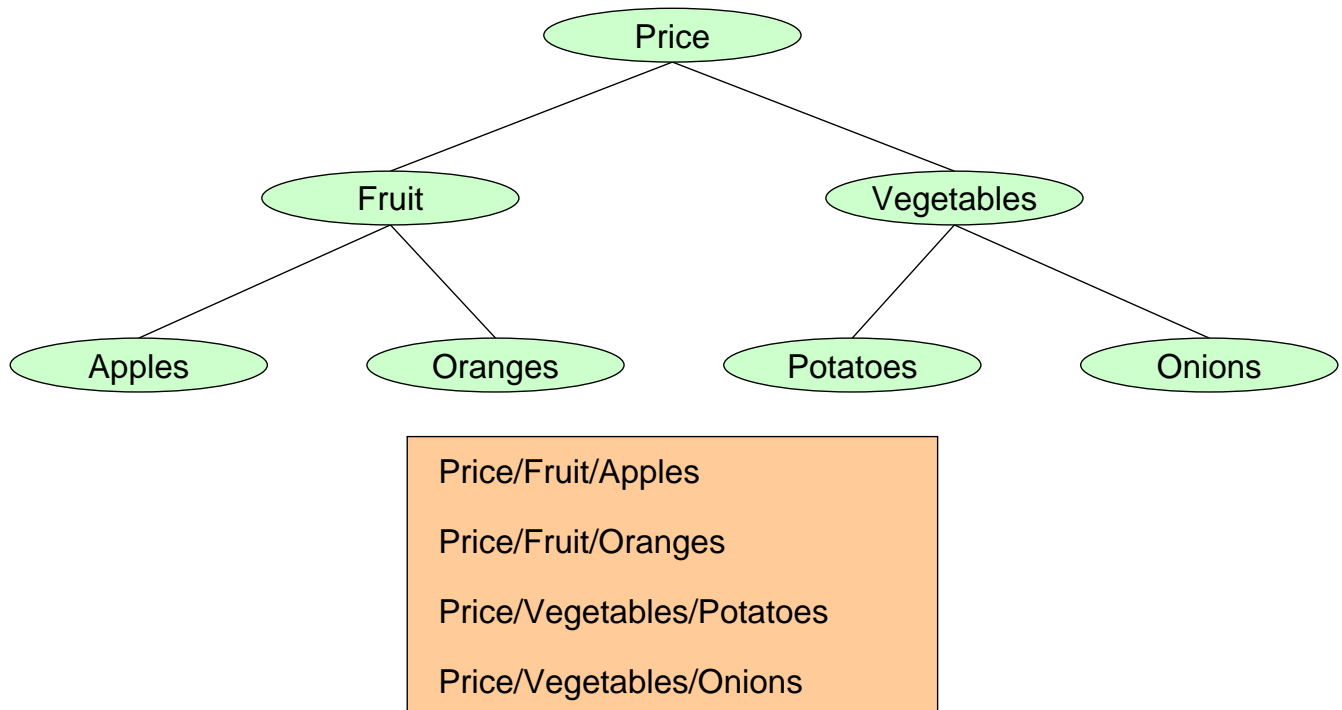 Price
Fruit
Vegetables
Apples
Oranges
Potatoes
Onions
Price/Fruit/Apples
Price/Fruit/Oranges
Price/Vegetables/Potatoes
Price/Vegetables/Onions